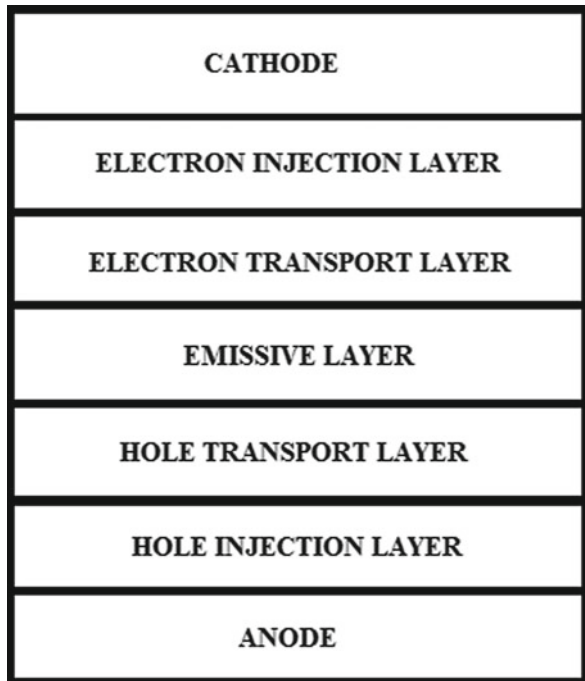 CATHODE
ELECTRON INJECTION LAYER
ELECTRON TRANSPORT LAYER
EMISSIVE LAYER
HOLE TRANSPORT LAYER
HOLE INJECTION LAYER
ANODE